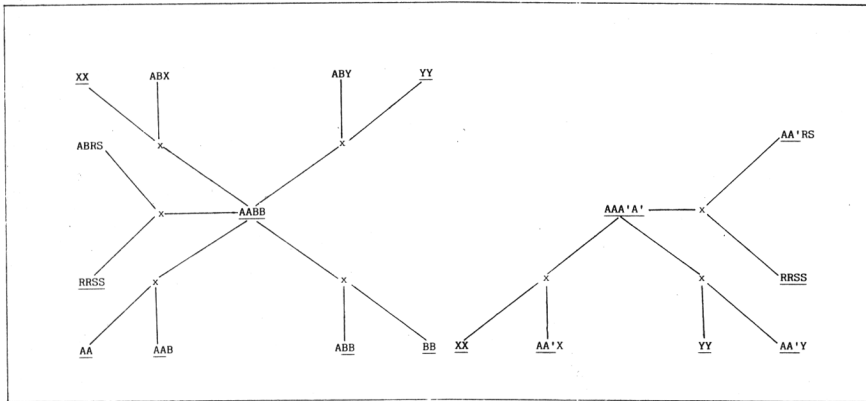 XX ABX ABY YY
AA'RS
ABRS x x
x AABB AAA'A' x
RRSS x x x x RRSS
AA AAB ABB BB XX AA'X YY AA'Y